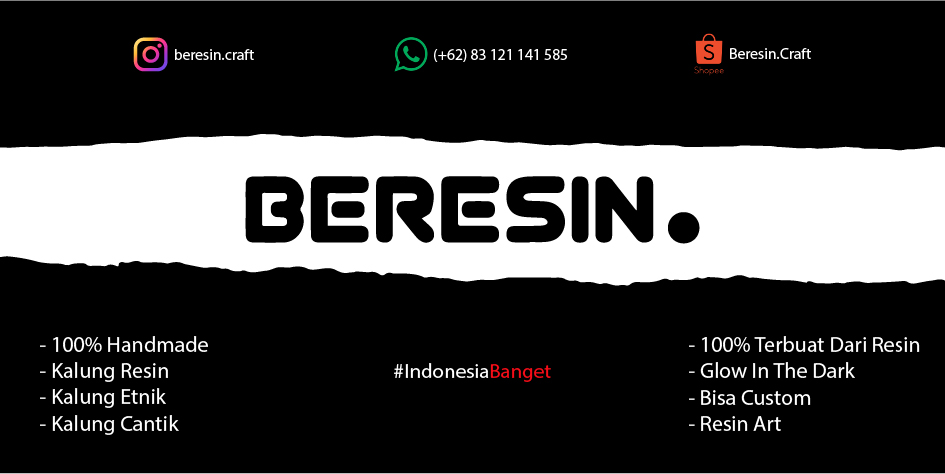 beresin.craft
(+62) 83 121 141 585
Shopee
Beresin.Craft
BERESIN.
- 100% Handmade
- Kalung Resin
- Kalung Etnik
- Kalung Cantik
#IndonesiaBanget
- 100% Terbuat Dari Resin
- Glow In The Dark
- Bisa Custom
- Resin Art